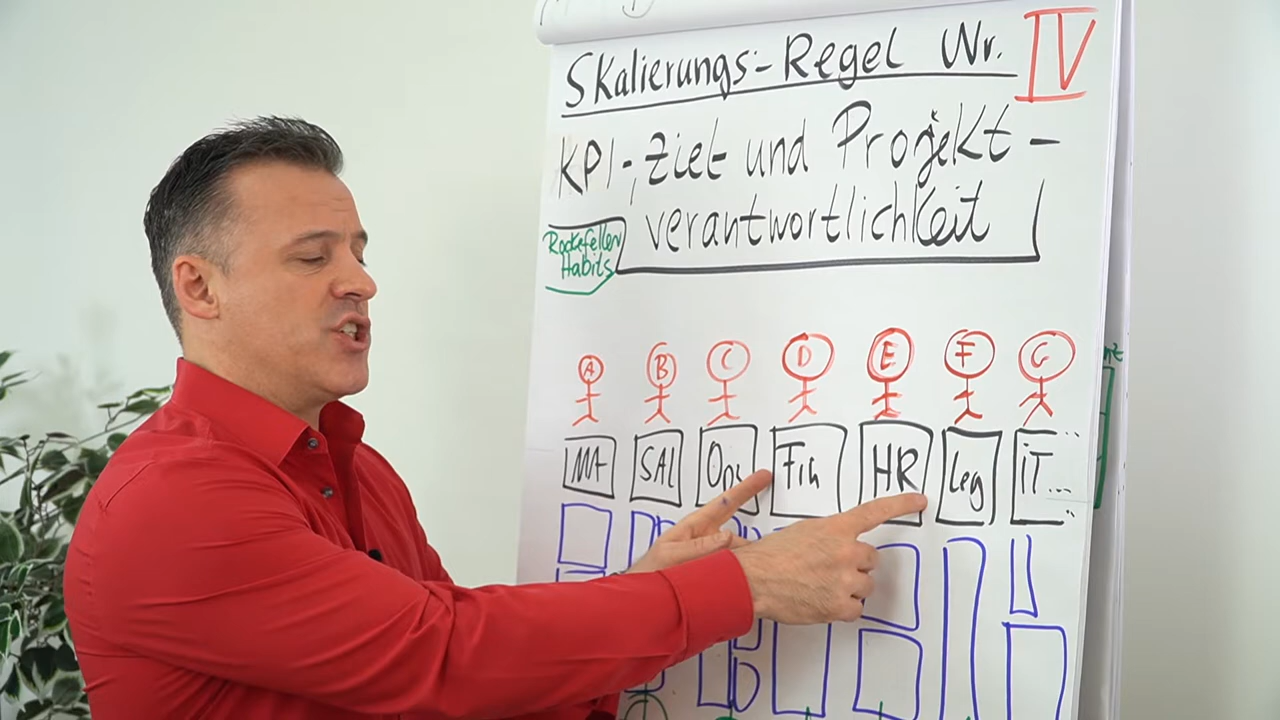 Skalierungs-Regel Nr. IV
KPI-, Ziel- und Projekt-
verantwortlichkeit
Rockefeller
Habits
A B C D E F G
MA SAL Ops Fin HR Leg IT...